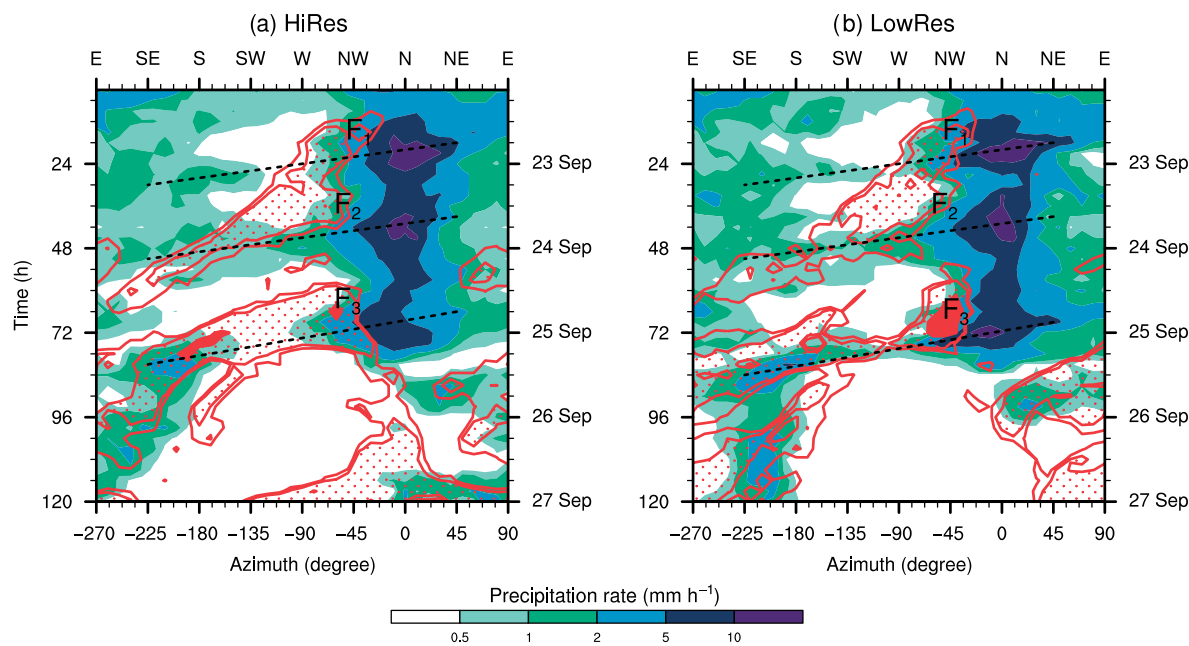 (a) HiRes
(b) LowRes
E SE S SW W NW N NE E
E SE S SW W NW N NE E
F1
F2
F3
F1
F2
F3
24
48
72
96
120
Time (h)
23 Sep
24 Sep
25 Sep
26 Sep
27 Sep
24
48
72
96
120
23 Sep
24 Sep
25 Sep
26 Sep
27 Sep
−270 −225 −180 −135 −90 −45 0 45 90
−270 −225 −180 −135 −90 −45 0 45 90
Azimuth (degree)
Azimuth (degree)
Precipitation rate (mm h⁻¹)
0.5 1 2 5 10